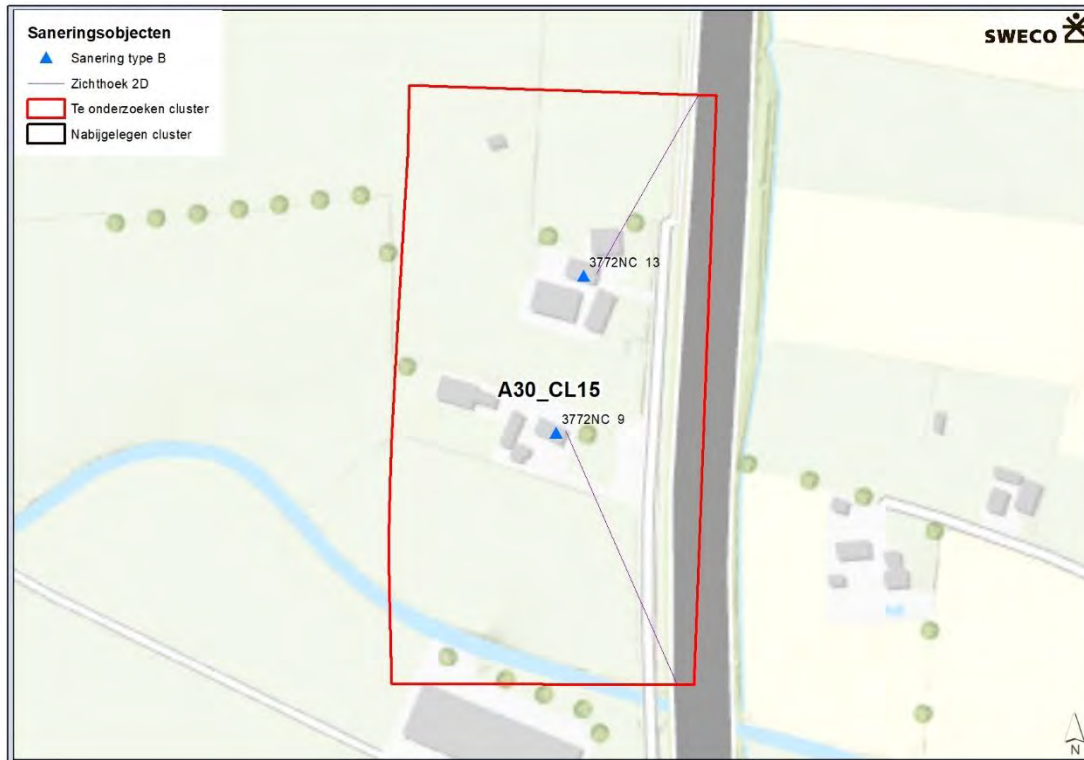 Saneringsobjecten
Sanering type B
Zichthoek 2D
Te onderzoeken cluster
Nabijgelegen cluster
SWECO
3772NC 13
A30_CL15
3772NC 9
N